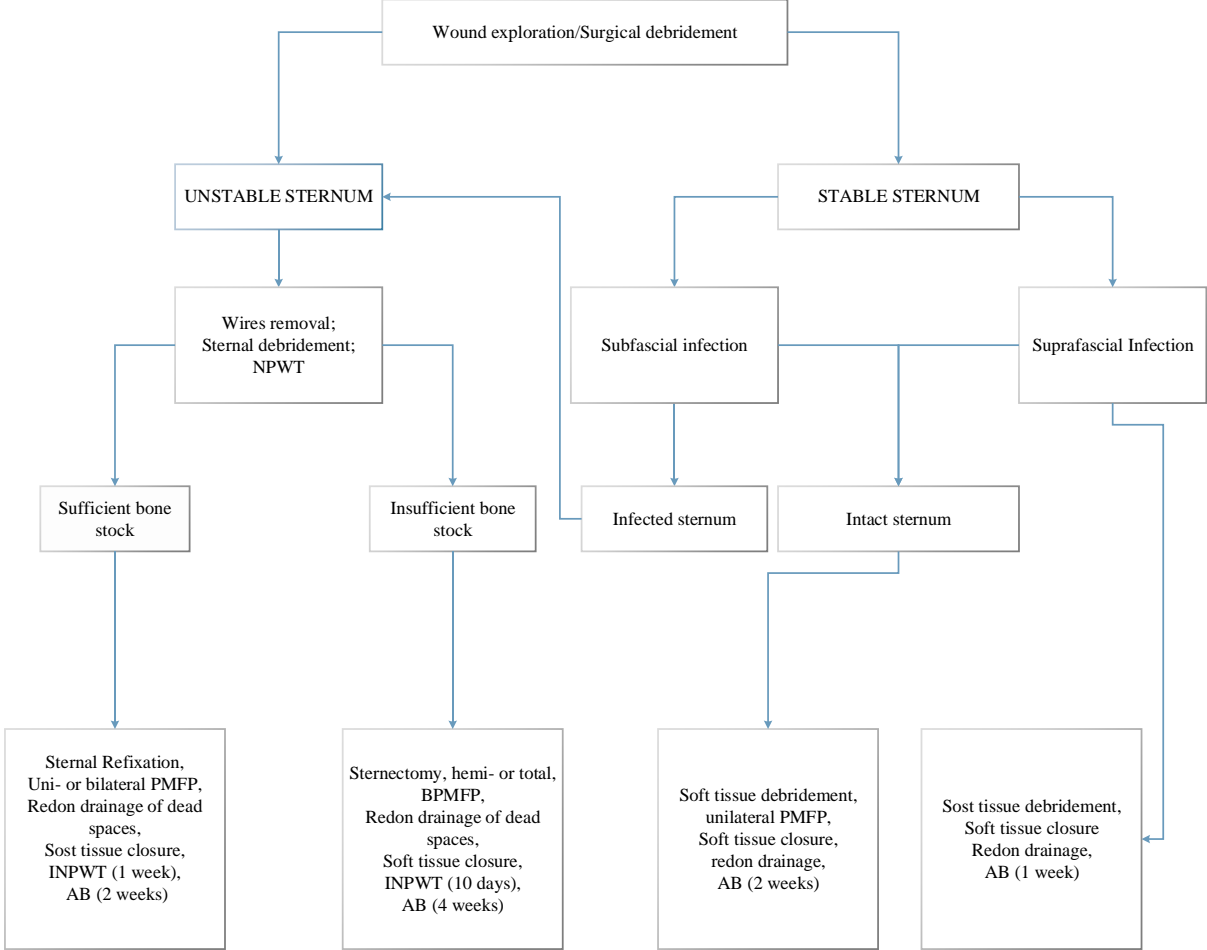 Wound exploration/Surgical debridement
UNSTABLE STERNUM
STABLE STERNUM
Wires removal;
Sternal debridement;
NPWT
Subfascial infection
Suprafascial Infection
Sufficient bone
stock
Insufficient bone
stock
Infected sternum
Intact sternum
Sternal Refixation,
Uni- or bilateral PMFP,
Redon drainage of dead
spaces,
Sost tissue closure,
INPWT (1 week),
AB (2 weeks)
Sternectomy, hemi- or total,
BPMFP,
Redon drainage of dead
spaces,
Soft tissue closure,
INPWT (10 days),
AB (4 weeks)
Soft tissue debridement,
unilateral PMFP,
Soft tissue closure,
redon drainage,
AB (2 weeks)
Sost tissue debridement,
Soft tissue closure
Redon drainage,
AB (1 week)